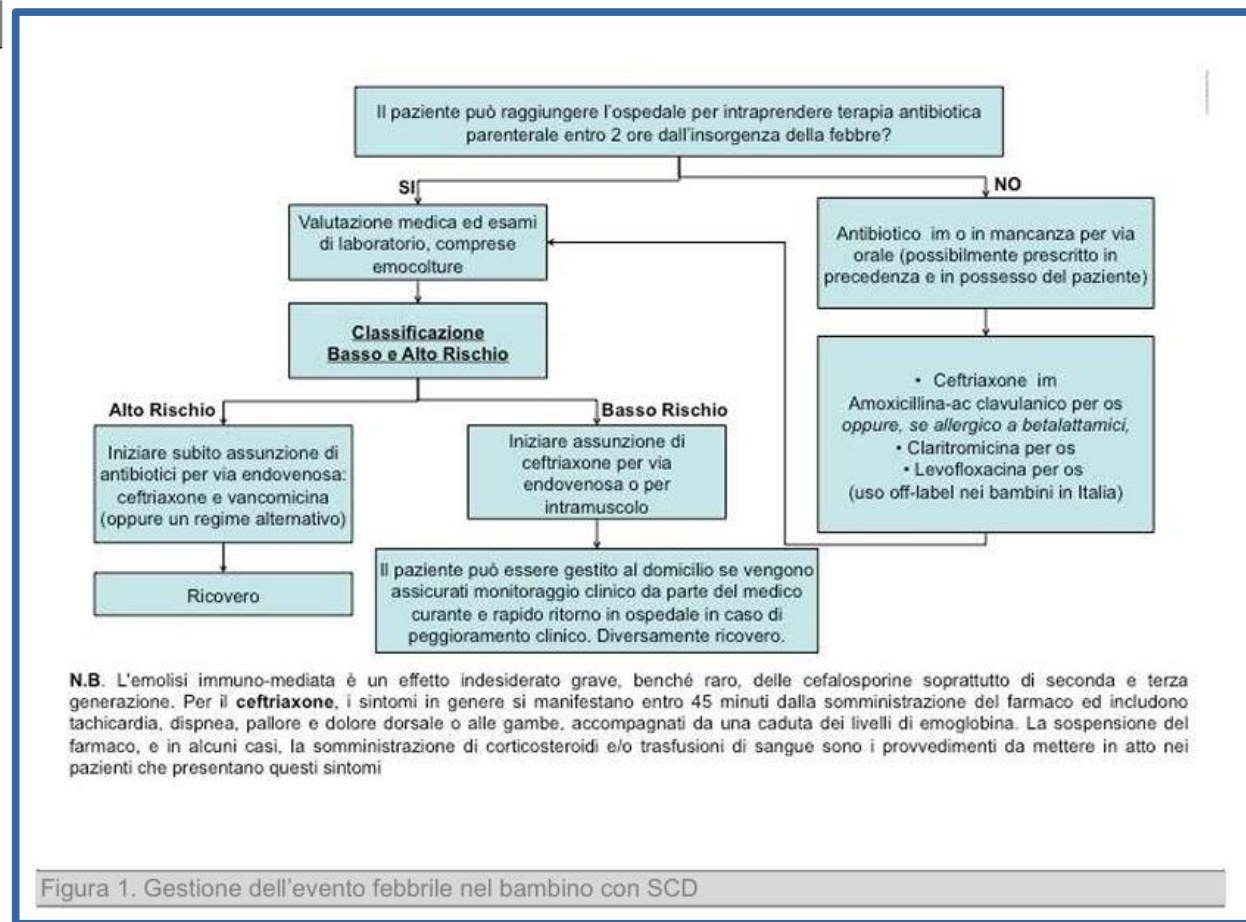 Il paziente può raggiungere l'ospedale per intraprendere terapia antibiotica
parenterale entro 2 ore dall'insorgenza della febbre?
SI
NO
Valutazione medica ed esami
di laboratorio, comprese
emocolture
Antibiotico im o in mancanza per via
orale (possibilmente prescritto in
precedenza e in possesso del paziente)
Classificazione
Basso e Alto Rischio
• Ceftriaxone im
Amoxicillina-ac clavulanico per os
oppure, se allergico a betalattamici,
• Claritromicina per os
• Levofloxacina per os
(uso off-label nei bambini in Italia)
Alto Rischio
Basso Rischio
Iniziare subito assunzione di
antibiotici per via endovenosa:
ceftriaxone e vancomicina
(oppure un regime alternativo)
Iniziare assunzione di
ceftriaxone per via
endovenosa o per
intramuscolo
Ricovero
Il paziente può essere gestito al domicilio se vengono
assicurati monitoraggio clinico da parte del medico
curante e rapido ritorno in ospedale in caso di
peggioramento clinico. Diversamente ricovero.
N.B. L'emolisi immuno-mediata è un effetto indesiderato grave, benché raro, delle cefalosporine soprattutto di seconda e terza
generazione. Per il ceftriaxone, i sintomi in genere si manifestano entro 45 minuti dalla somministrazione del farmaco ed includono
tachicardia, dispnea, pallore e dolore dorsale o alle gambe, accompagnati da una caduta dei livelli di emoglobina. La sospensione del
farmaco, e in alcuni casi, la somministrazione di corticosteroidi e/o trasfusioni di sangue sono i provvedimenti da mettere in atto nei
pazienti che presentano questi sintomi
Figura 1. Gestione dell'evento febbrile nel bambino con SCD